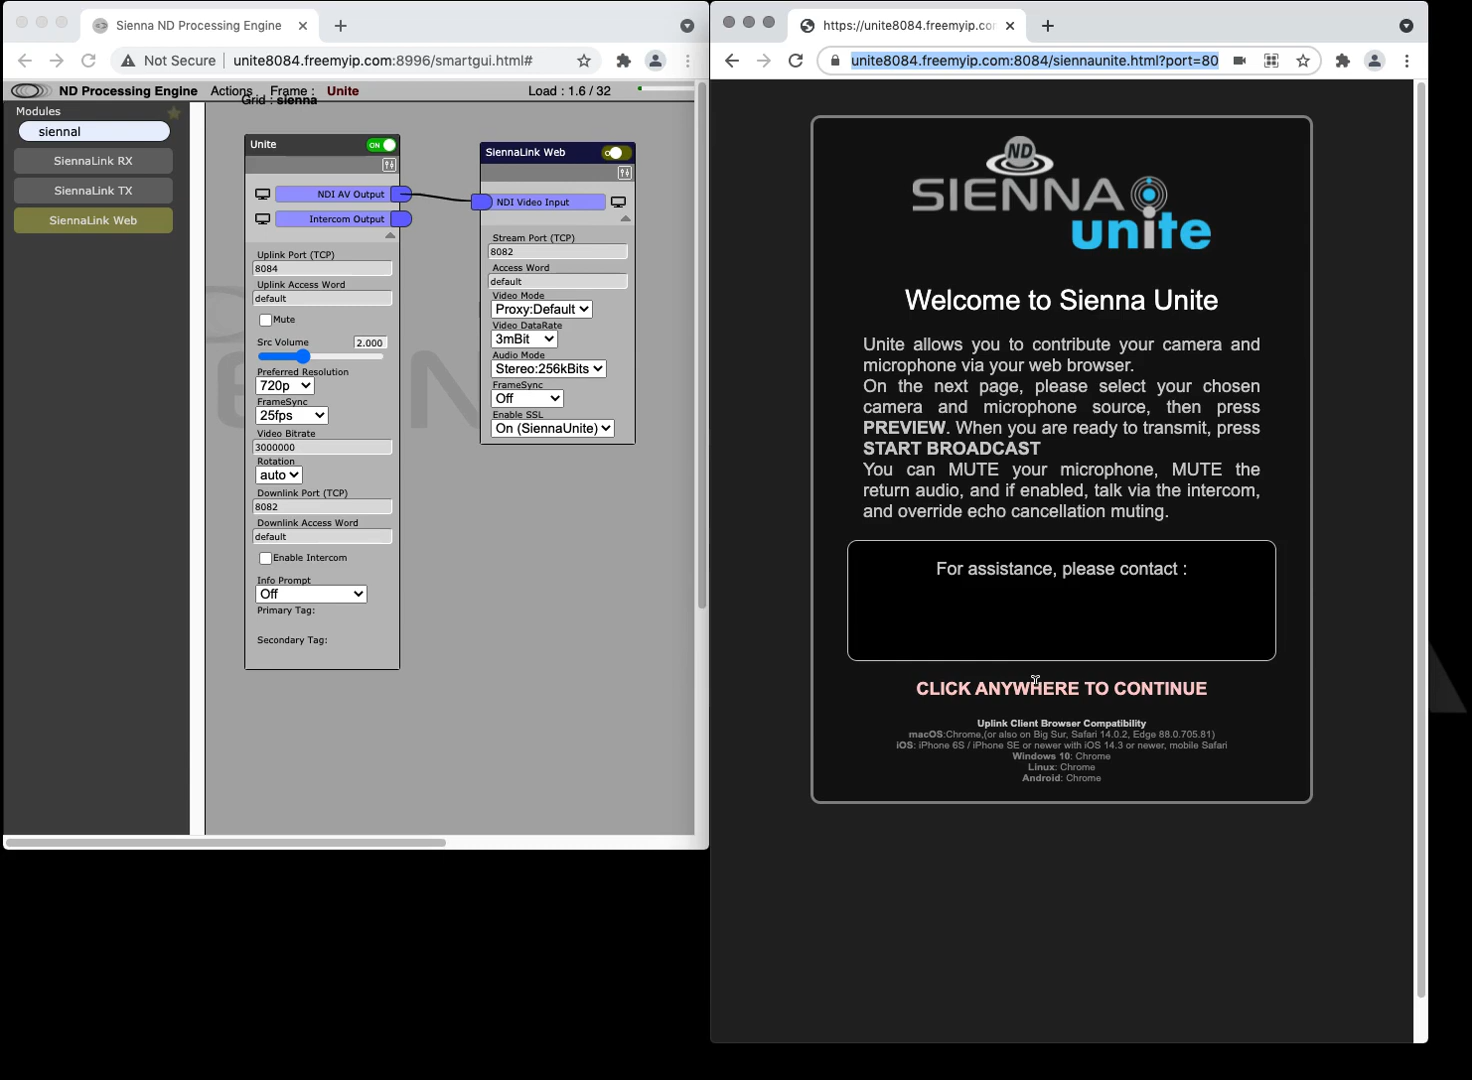 Sienna ND Processing Engine
Not Secure
unite8084.freemyip.com:8996/smartgui.html#
ND Processing Engine
Actions
Frame :
Unite
Load : 1.6 / 32
Grid : sienna
Modules
siennal
SiennaLink RX
SiennaLink TX
SiennaLink Web
Unite
ON
NDI AV Output
Intercom Output
Uplink Port (TCP)
8084
Uplink Access Word
default
Mute
Src Volume
2.000
Preferred Resolution
720p
FrameSync
25fps
Video Bitrate
3000000
Rotation
auto
Downlink Port (TCP)
8082
Downlink Access Word
default
Enable Intercom
Info Prompt
Off
Primary Tag:
Secondary Tag:
SiennaLink Web
NDI Video Input
Stream Port (TCP)
8082
Access Word
default
Video Mode
Proxy:Default
Video DataRate
3mBit
Audio Mode
Stereo:256kBits
FrameSync
Off
Enable SSL
On (SiennaUnite)
https://unite8084.freemyip.co
unite8084.freemyip.com:8084/siennaunite.html?port=80
ND
SIENNA
unite
Welcome to Sienna Unite
Unite allows you to contribute your camera and
microphone via your web browser.
On the next page, please select your chosen
camera and microphone source, then press
PREVIEW. When you are ready to transmit, press
START BROADCAST
You can MUTE your microphone, MUTE the
return audio, and if enabled, talk via the intercom,
and override echo cancellation muting.
For assistance, please contact :
CLICK ANYWHERE TO CONTINUE
Uplink Client Browser Compatibility
macOS:Chrome,(or also on Big Sur, Safari 14.0.2, Edge 88.0.705.81)
iOS: iPhone 6S / iPhone SE or newer with iOS 14.3 or newer, mobile Safari
Windows 10: Chrome
Linux: Chrome
Android: Chrome